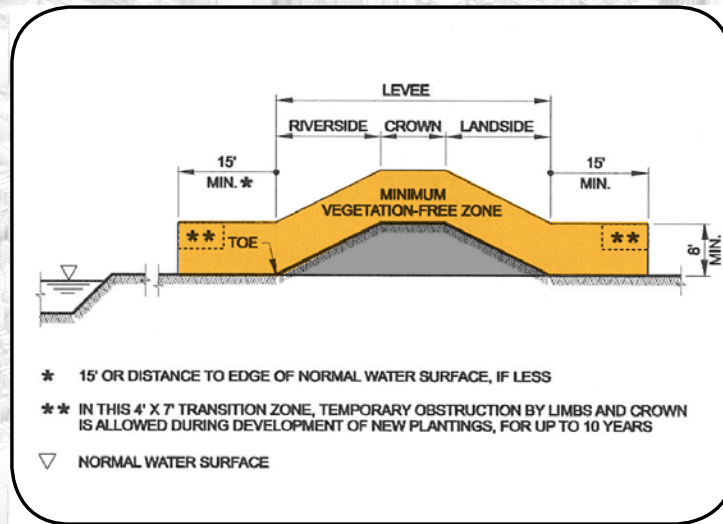 LEVEE
RIVERSIDE CROWN LANDSIDE
15'
MIN. *
15'
MIN.
MINIMUM
VEGETATION-FREE ZONE
** TOE
**
8'
MIN.
* 15' OR DISTANCE TO EDGE OF NORMAL WATER SURFACE, IF LESS
** IN THIS 4' X 7' TRANSITION ZONE, TEMPORARY OBSTRUCTION BY LIMBS AND CROWN
IS ALLOWED DURING DEVELOPMENT OF NEW PLANTINGS, FOR UP TO 10 YEARS
NORMAL WATER SURFACE